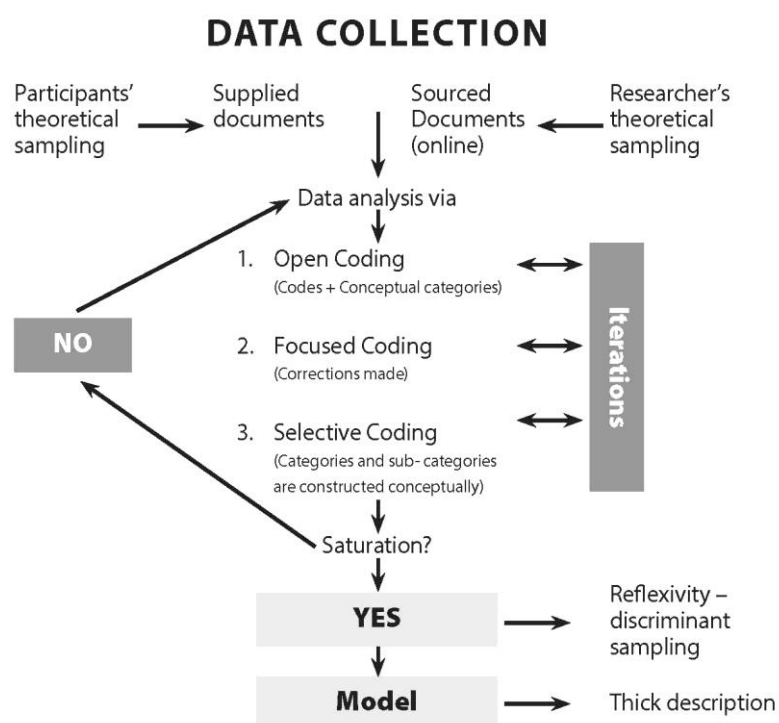 DATA COLLECTION
Participants’
theoretical
sampling
Supplied
documents
Sourced
Documents
(online)
Researcher’s
theoretical
sampling
Data analysis via
1. Open Coding
(Codes + Conceptual categories)
2. Focused Coding
(Corrections made)
3. Selective Coding
(Categories and sub- categories
are constructed conceptually)
Iterations
NO
Saturation?
YES
Reflexivity –
discriminant
sampling
Model
Thick description